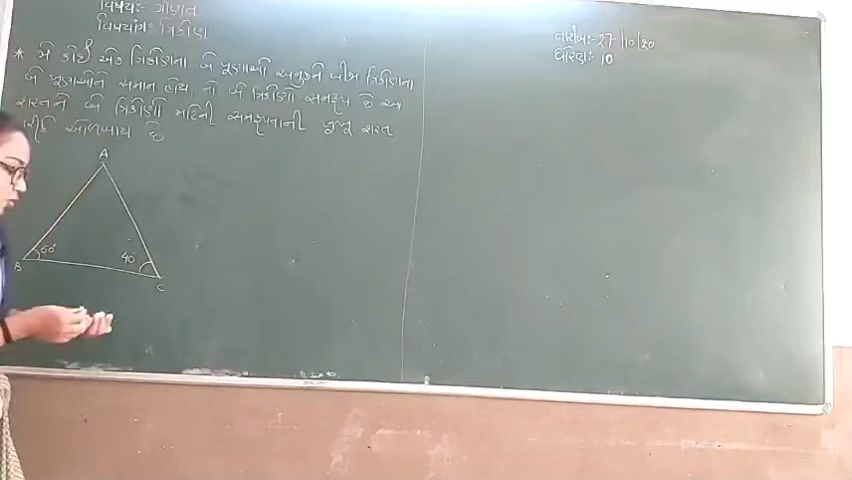 વિષય:- ગણિત
વિષયાંગ:- ત્રિકોણ
તારીખ:- 27/10/20
ધોરણ:- 10
* જો કોઈ એક ત્રિકોણના બે ખૂણાઓ અનુક્રમે બીજા ત્રિકોણના
બે ખૂણાઓને સમાન હોય, તો બે ત્રિકોણો સમરૂપ છે આ
શરતને બે ત્રિકોણો માટેની સમરૂપતાની ખૂખૂ શરત
તરીકે ઓળખાય છે
A
60°
40°
B
C